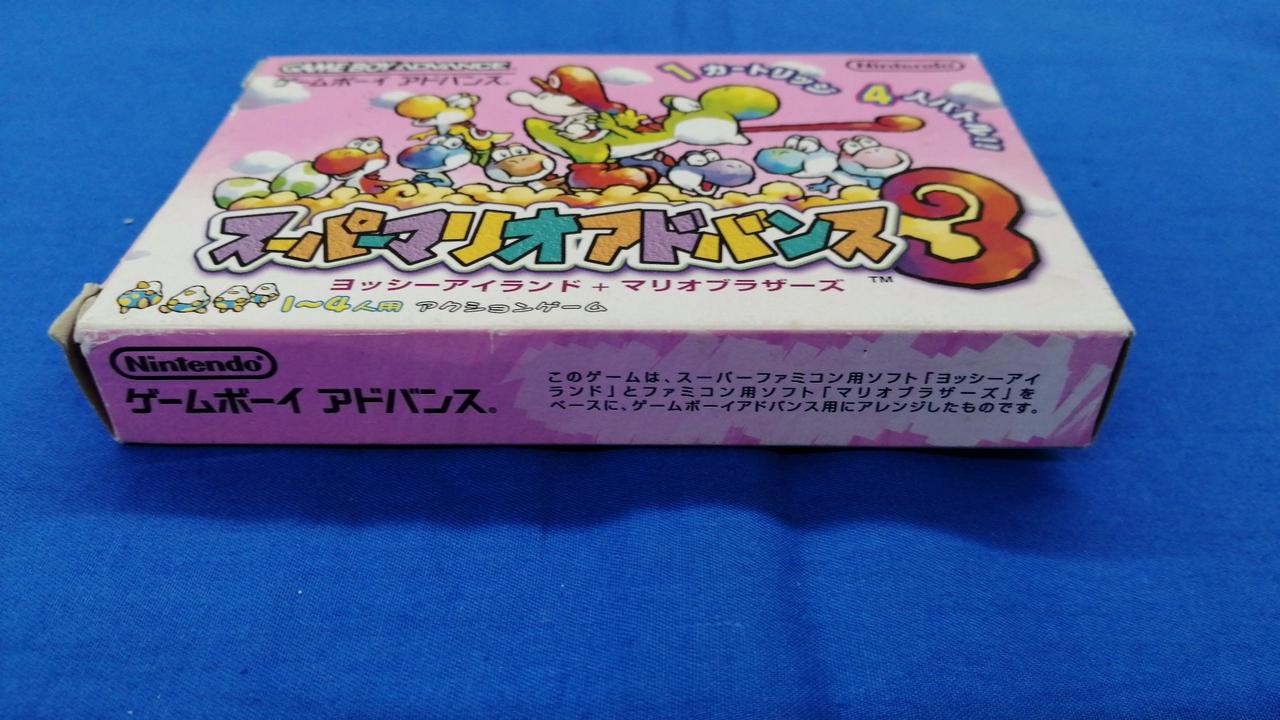 GAME BOY ADVANCE
ゲームボーイ アドバンス
Nintendo
1 カートリッジ
4 人バトル!!
スーパーマリオアドバンス3
ヨッシーアイランド + マリオブラザーズ ™
1〜4人用 アクションゲーム
Nintendo®
ゲームボーイ アドバンス。
このゲームは、スーパーファミコン用ソフト「ヨッシーアイ
ランド」とファミコン用ソフト「マリオブラザーズ」を
ベースに、ゲームボーイアドバンス用にアレンジしたものです。